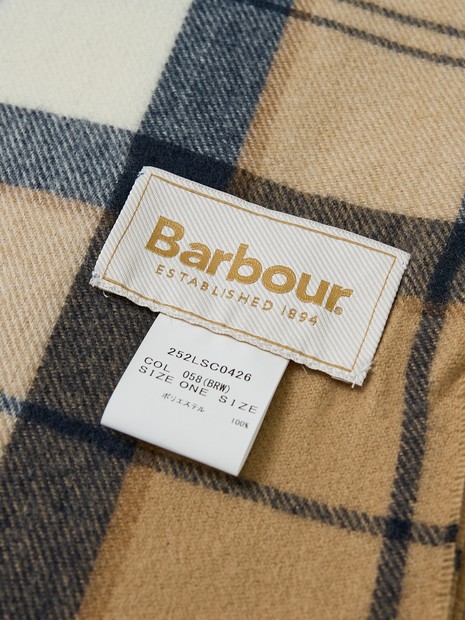 Barbour.
ESTABLISHED 1894
252LSC0426
COL 058(BRW)
SIZE ONE SIZE
ポリエステル 100%